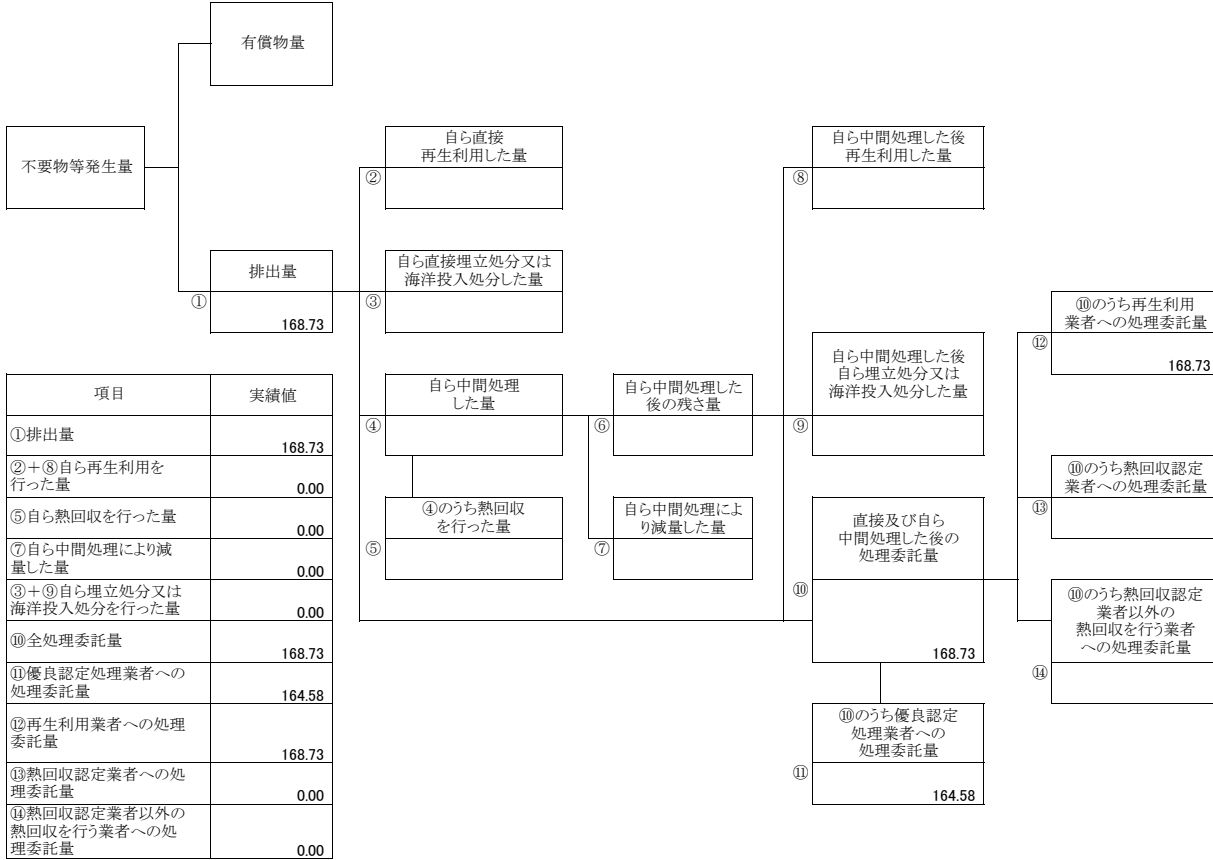 有償物量
不要物等発生量
自ら直接
再生利用した量
②
自ら中間処理した後
再生利用した量
⑧
排出量
①
168.73
自ら直接埋立処分又は
海洋投入処分した量
③
⑩のうち再生利用
業者への処理委託量
⑫
168.73
自ら中間処理
した量
④
自ら中間処理した
後の残さ量
⑥
自ら中間処理した後
自ら埋立処分又は
海洋投入処分した量
⑨
④のうち熱回収
を行った量
⑤
自ら中間処理によ
り減量した量
⑦
直接及び自ら
中間処理した後の
処理委託量
⑩
168.73
⑩のうち熱回収認定
業者への処理委託量
⑬
⑩のうち熱回収認定
業者以外の
熱回収を行う業者
への処理委託量
⑭
⑩のうち優良認定
処理業者への
処理委託量
⑪
164.58
項目 実績値
①排出量
168.73
②＋⑧自ら再生利用を
行った量
0.00
⑤自ら熱回収を行った量
0.00
⑦自ら中間処理により減
量した量
0.00
③＋⑨自ら埋立処分又は
海洋投入処分を行った量
0.00
⑩全処理委託量
168.73
⑪優良認定処理業者への
処理委託量
164.58
⑫再生利用業者への処理
委託量
168.73
⑬熱回収認定業者への処
理委託量
0.00
⑭熱回収認定業者以外の
熱回収を行う業者への処
理委託量
0.00